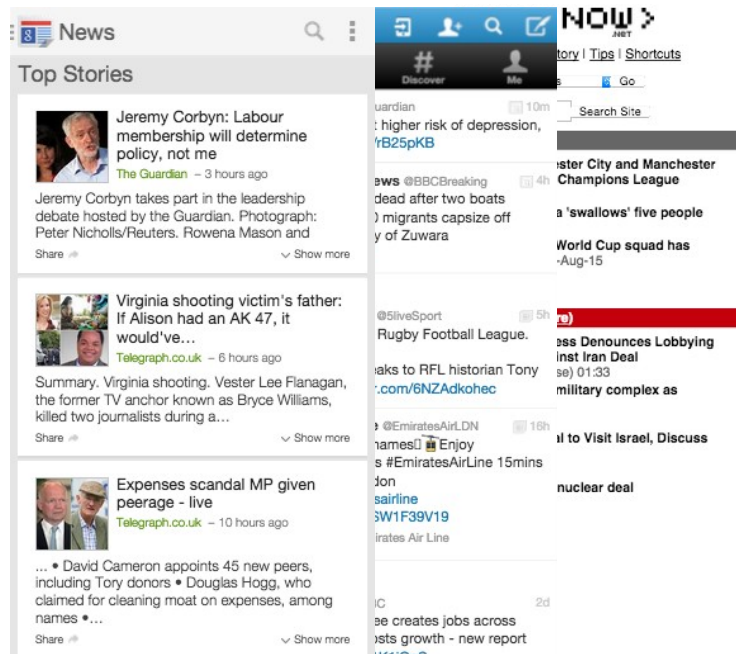 News
Top Stories
Jeremy Corbyn: Labour
membership will determine
policy, not me
The Guardian – 3 hours ago
Jeremy Corbyn takes part in the leadership
debate hosted by the Guardian. Photograph:
Peter Nicholls/Reuters. Rowena Mason and
Share
Show more
Virginia shooting victim's father:
If Alison had an AK 47, it
would've…
Telegraph.co.uk – 6 hours ago
Summary. Virginia shooting. Vester Lee Flanagan,
the former TV anchor known as Bryce Williams,
killed two journalists during a…
Share
Show more
Expenses scandal MP given
peerage - live
Telegraph.co.uk – 10 hours ago
... • David Cameron appoints 45 new peers,
including Tory donors • Douglas Hogg, who
claimed for cleaning moat on expenses, among
names •…
Share
Show more
#
Discover
Me
uardian 10m
t higher risk of depression,
/rB25pKB
ews @BBCBreaking 4h
dead after two boats
0 migrants capsize off
y of Zuwara
@5liveSport 5h
Rugby Football League.
aks to RFL historian Tony
r.com/6NZAdkohec
e @EmiratesAirLDN 16h
names Enjoy
s #EmiratesAirLine 15mins
don
sairline
SW1F39V19
irates Air Line
C 2d
ee creates jobs across
osts growth - new report
NOW >
.NET
tory | Tips | Shortcuts
s Go
Search Site
ester City and Manchester
Champions League
a 'swallows' five people
World Cup squad has
-Aug-15
re)
ess Denounces Lobbying
inst Iran Deal
se) 01:33
military complex as
al to Visit Israel, Discuss
nuclear deal